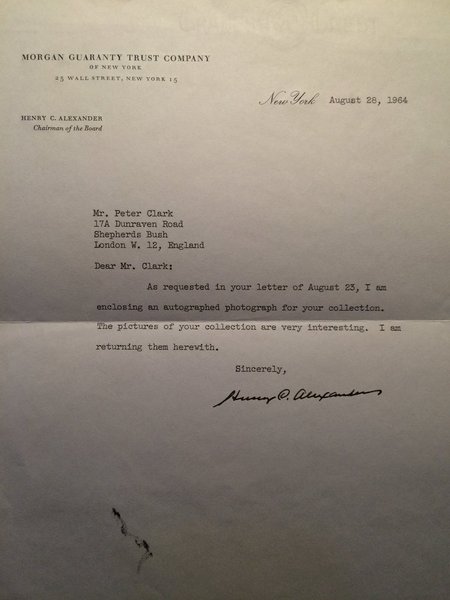 MORGAN GUARANTY TRUST COMPANY
OF NEW YORK
25 WALL STREET, NEW YORK 15
New York August 28, 1964
HENRY C. ALEXANDER
Chairman of the Board
Mr. Peter Clark
17A Dunraven Road
Shepherds Bush
London W. 12, England
Dear Mr. Clark:
As requested in your letter of August 23, I am
enclosing an autographed photograph for your collection.
The pictures of your collection are very interesting. I am
returning them herewith.
Sincerely,
Henry C. Alexander